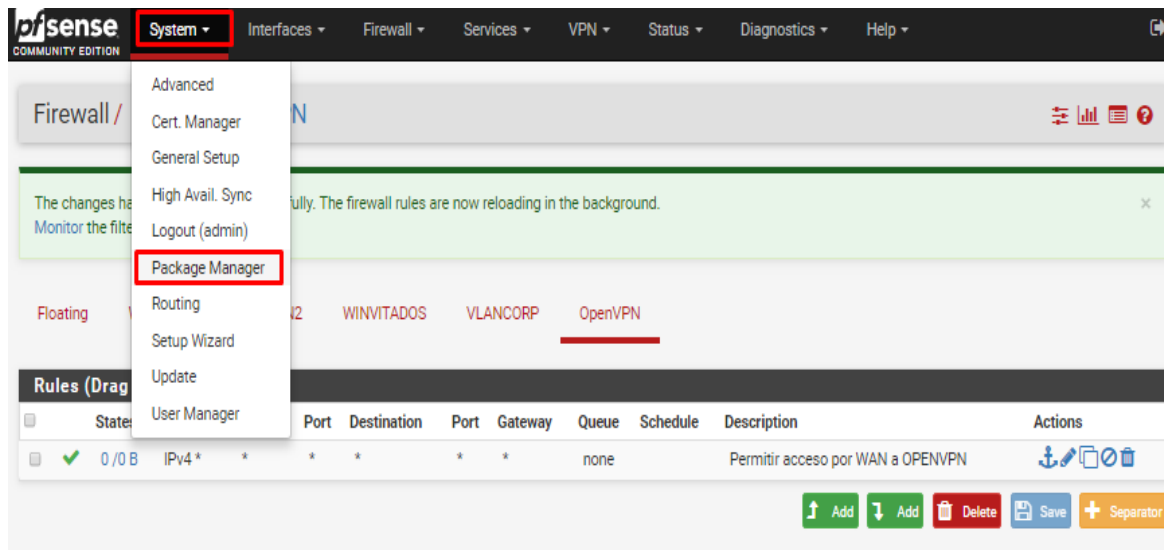 pfsense System Interfaces Firewall Services VPN Status Diagnostics Help
COMMUNITY EDITION
Advanced
Cert. Manager
General Setup
High Avail. Sync
Logout (admin)
Package Manager
Routing
Setup Wizard
Update
User Manager
Firewall /
The changes fully. The firewall rules are now reloading in the background.
Monitor the
Floating WINVITADOS VLANCORP OpenVPN
Rules (Drag
States Port Destination Port Gateway Queue Schedule Description Actions
0 /0 B IPv4 * * * * * * none Permitir acceso por WAN a OPENVPN
Add Add Delete Save Separator